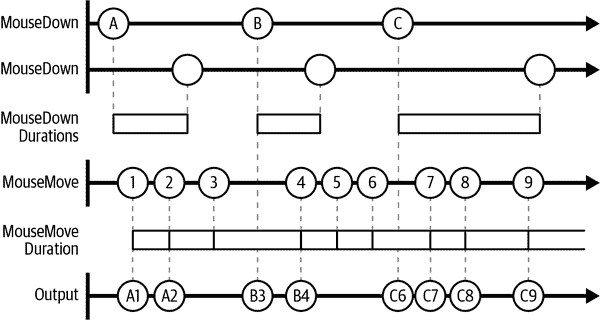 MouseDown A B C
MouseDown
MouseDown
Durations
MouseMove 1 2 3 4 5 6 7 8 9
MouseMove
Duration
Output A1 A2 B3 B4 C6 C7 C8 C9